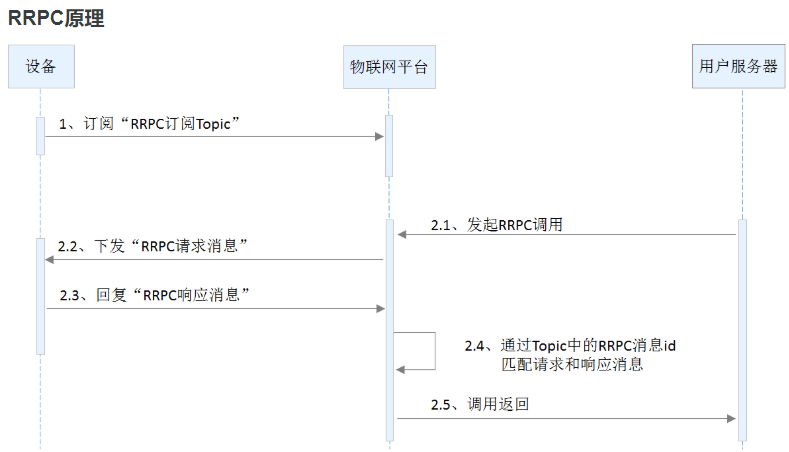 RRPC原理
设备
物联网平台
用户服务器
1、订阅“RRPC订阅Topic”
2.1、发起RRPC调用
2.2、下发“RRPC请求消息”
2.3、回复“RRPC响应消息”
2.4、通过Topic中的RRPC消息id
匹配请求和响应消息
2.5、调用返回